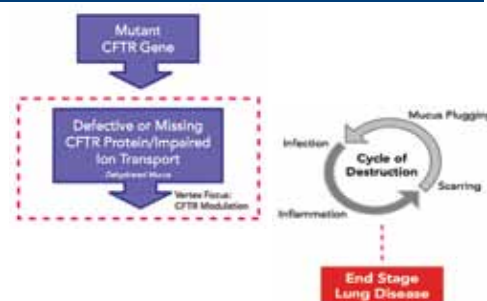 Mutant
CFTR Gene
Defective or Missing
CFTR Protein/Impaired
Ion Transport
Dehydrated Mucus
Vertex Focus:
CFTR Modulation
Mucus Plugging
Infection
Cycle of
Destruction
Scarring
Inflammation
End Stage
Lung Disease